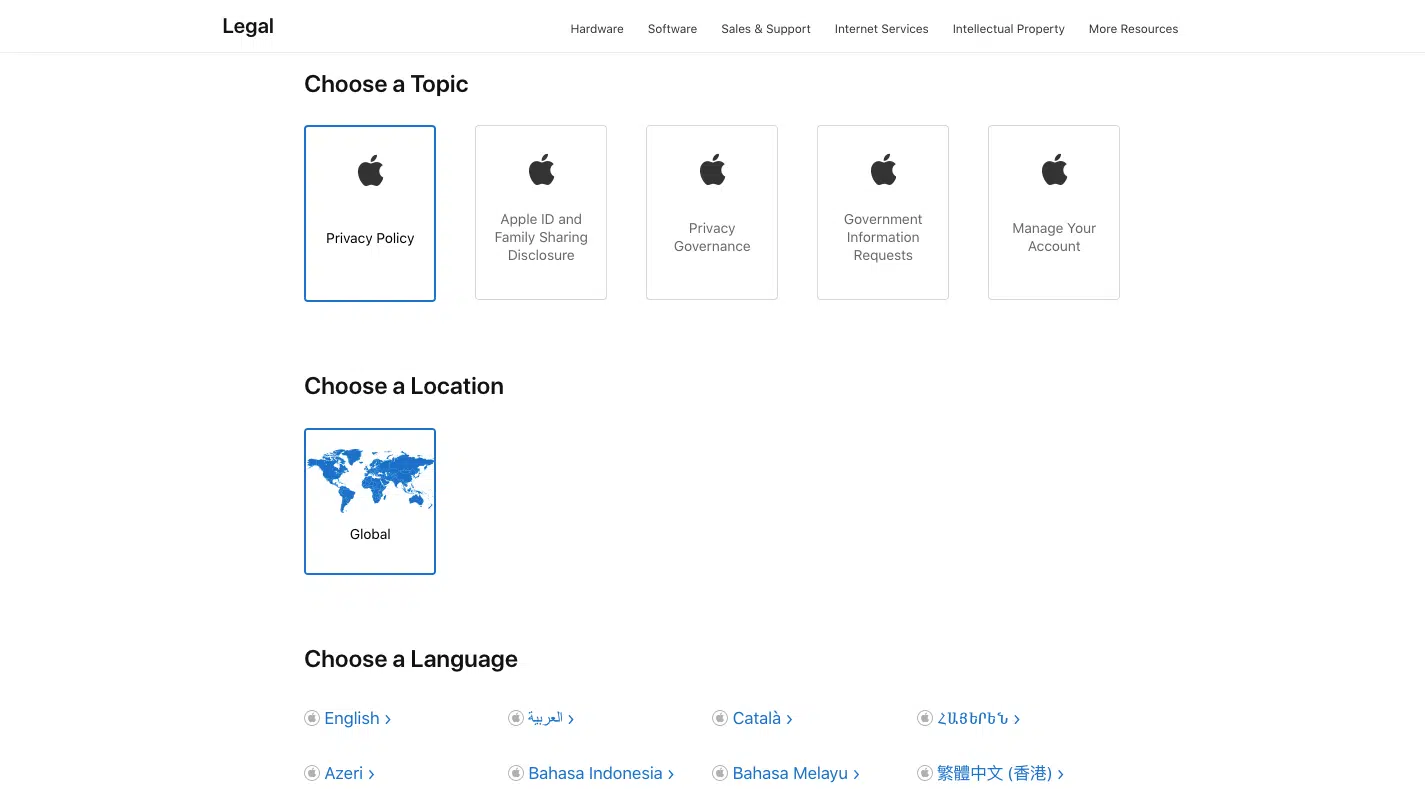 Legal
Hardware
Software
Sales & Support
Internet Services
Intellectual Property
More Resources
Choose a Topic
Privacy Policy
Apple ID and
Family Sharing
Disclosure
Privacy
Governance
Government
Information
Requests
Manage Your
Account
Choose a Location
Global
Choose a Language
English ›
العربية ›
Català ›
ՀԱՅԵՐԵՆ ›
Azeri ›
Bahasa Indonesia ›
Bahasa Melayu ›
繁體中文 (香港) ›